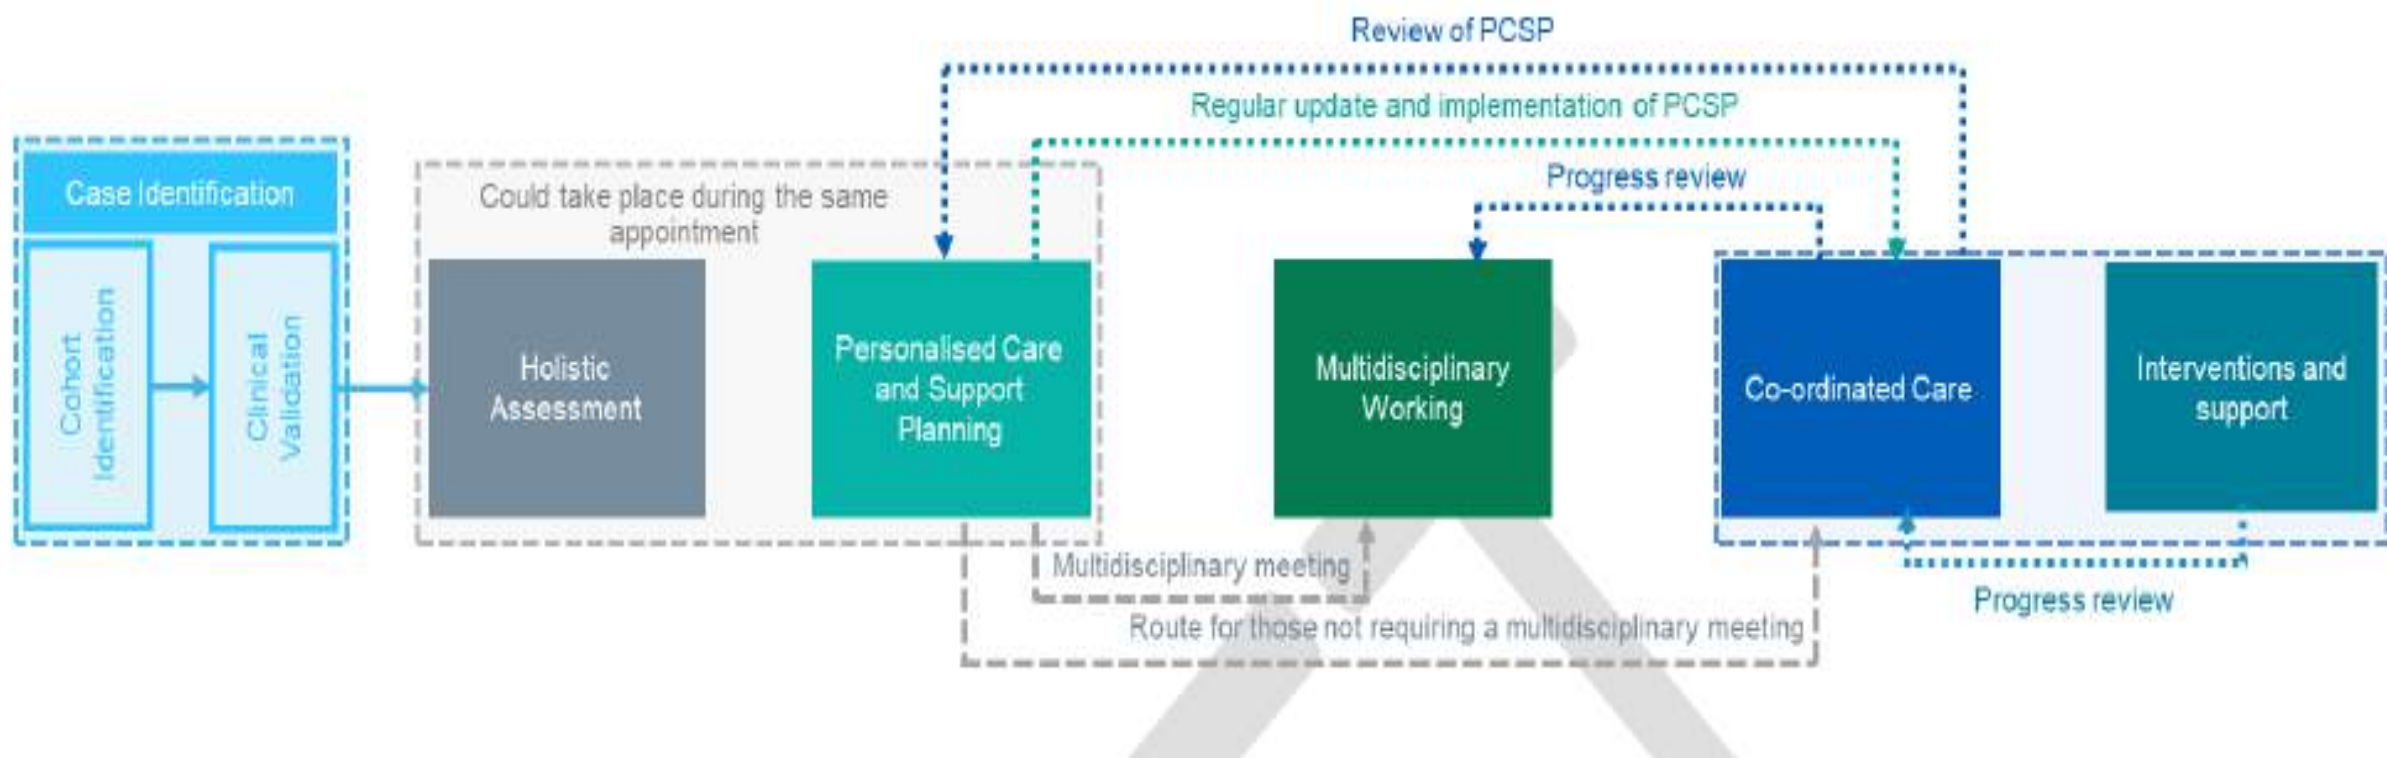 Review of PCSP
Regular update and implementation of PCSP
Progress review
Case Identification
Could take place during the same
appointment
Cohort
Identification
Clinical
Validation
Holistic
Assessment
Personalised Care
and Support
Planning
Multidisciplinary
Working
Co-ordinated Care
Interventions and
support
Multidisciplinary meeting
Route for those not requiring a multidisciplinary meeting
Progress review